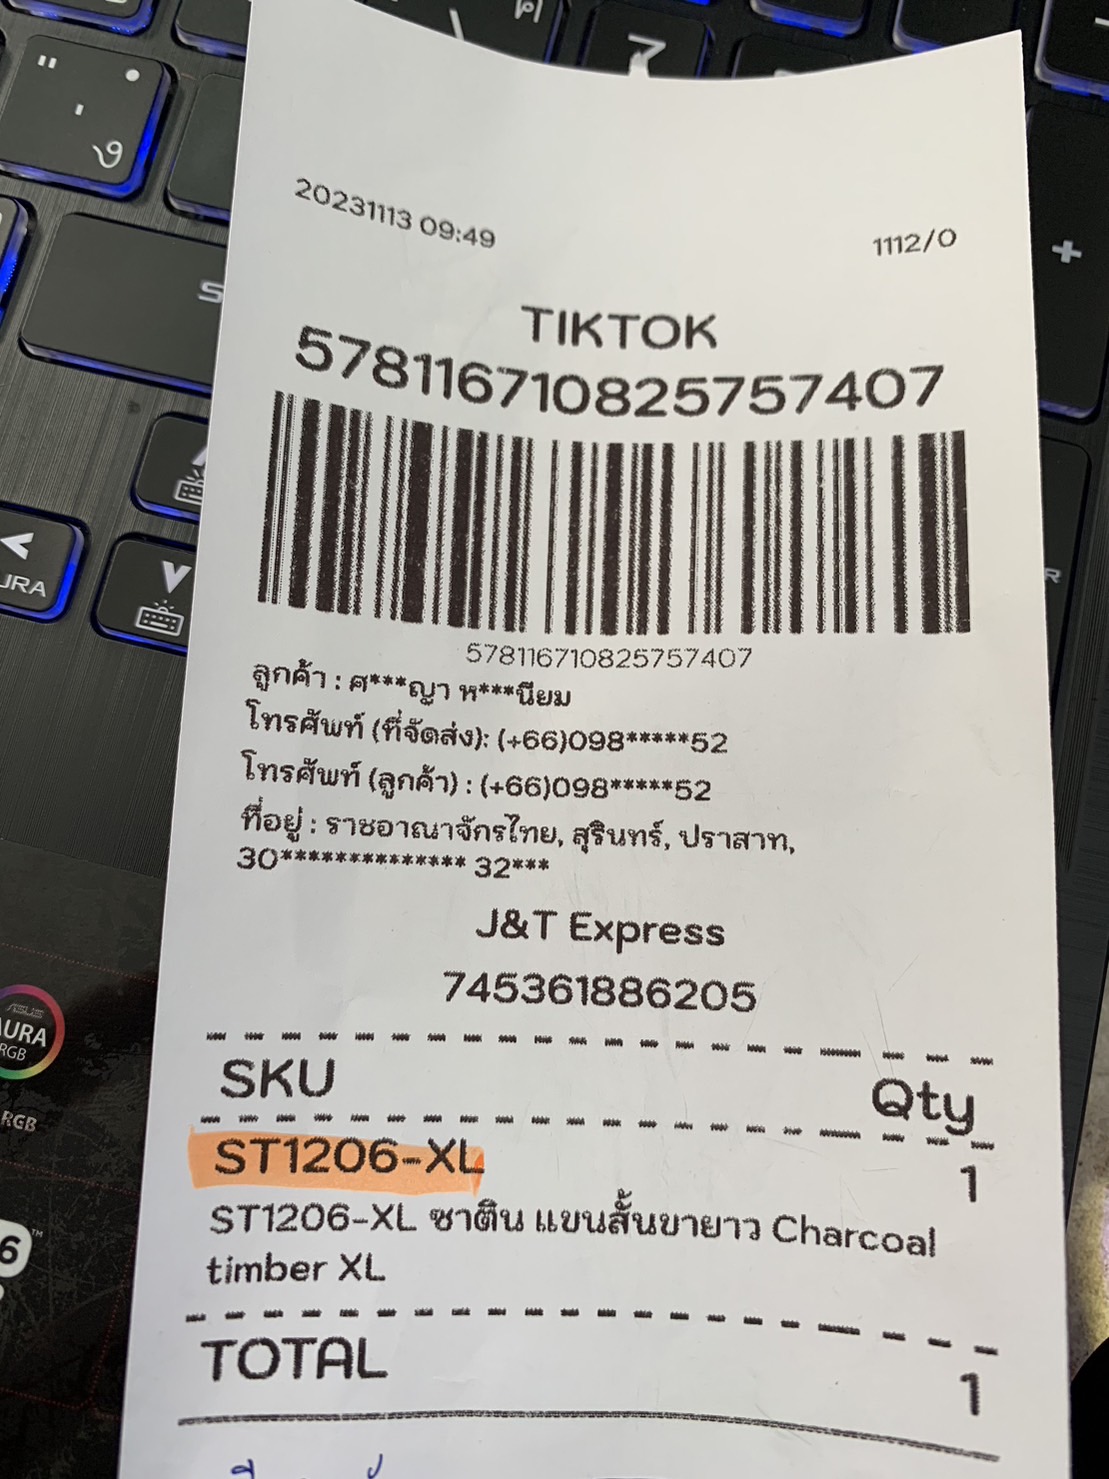 20231113 09:49
1112/0
TIKTOK
578116710825757407
578116710825757407
ลูกค้า : ศ***ญา ห***นียม
โทรศัพท์ (ที่จัดส่ง): (+66)098*****52
โทรศัพท์ (ลูกค้า) : (+66)098*****52
ที่อยู่ : ราชอาณาจักรไทย, สุรินทร์, ปราสาท,
30************** 32***
J&T Express
745361886205
SKU Qty
ST1206-XL 1
ST1206-XL ซาติน แขนสั้นขายาว Charcoal
timber XL
TOTAL 1